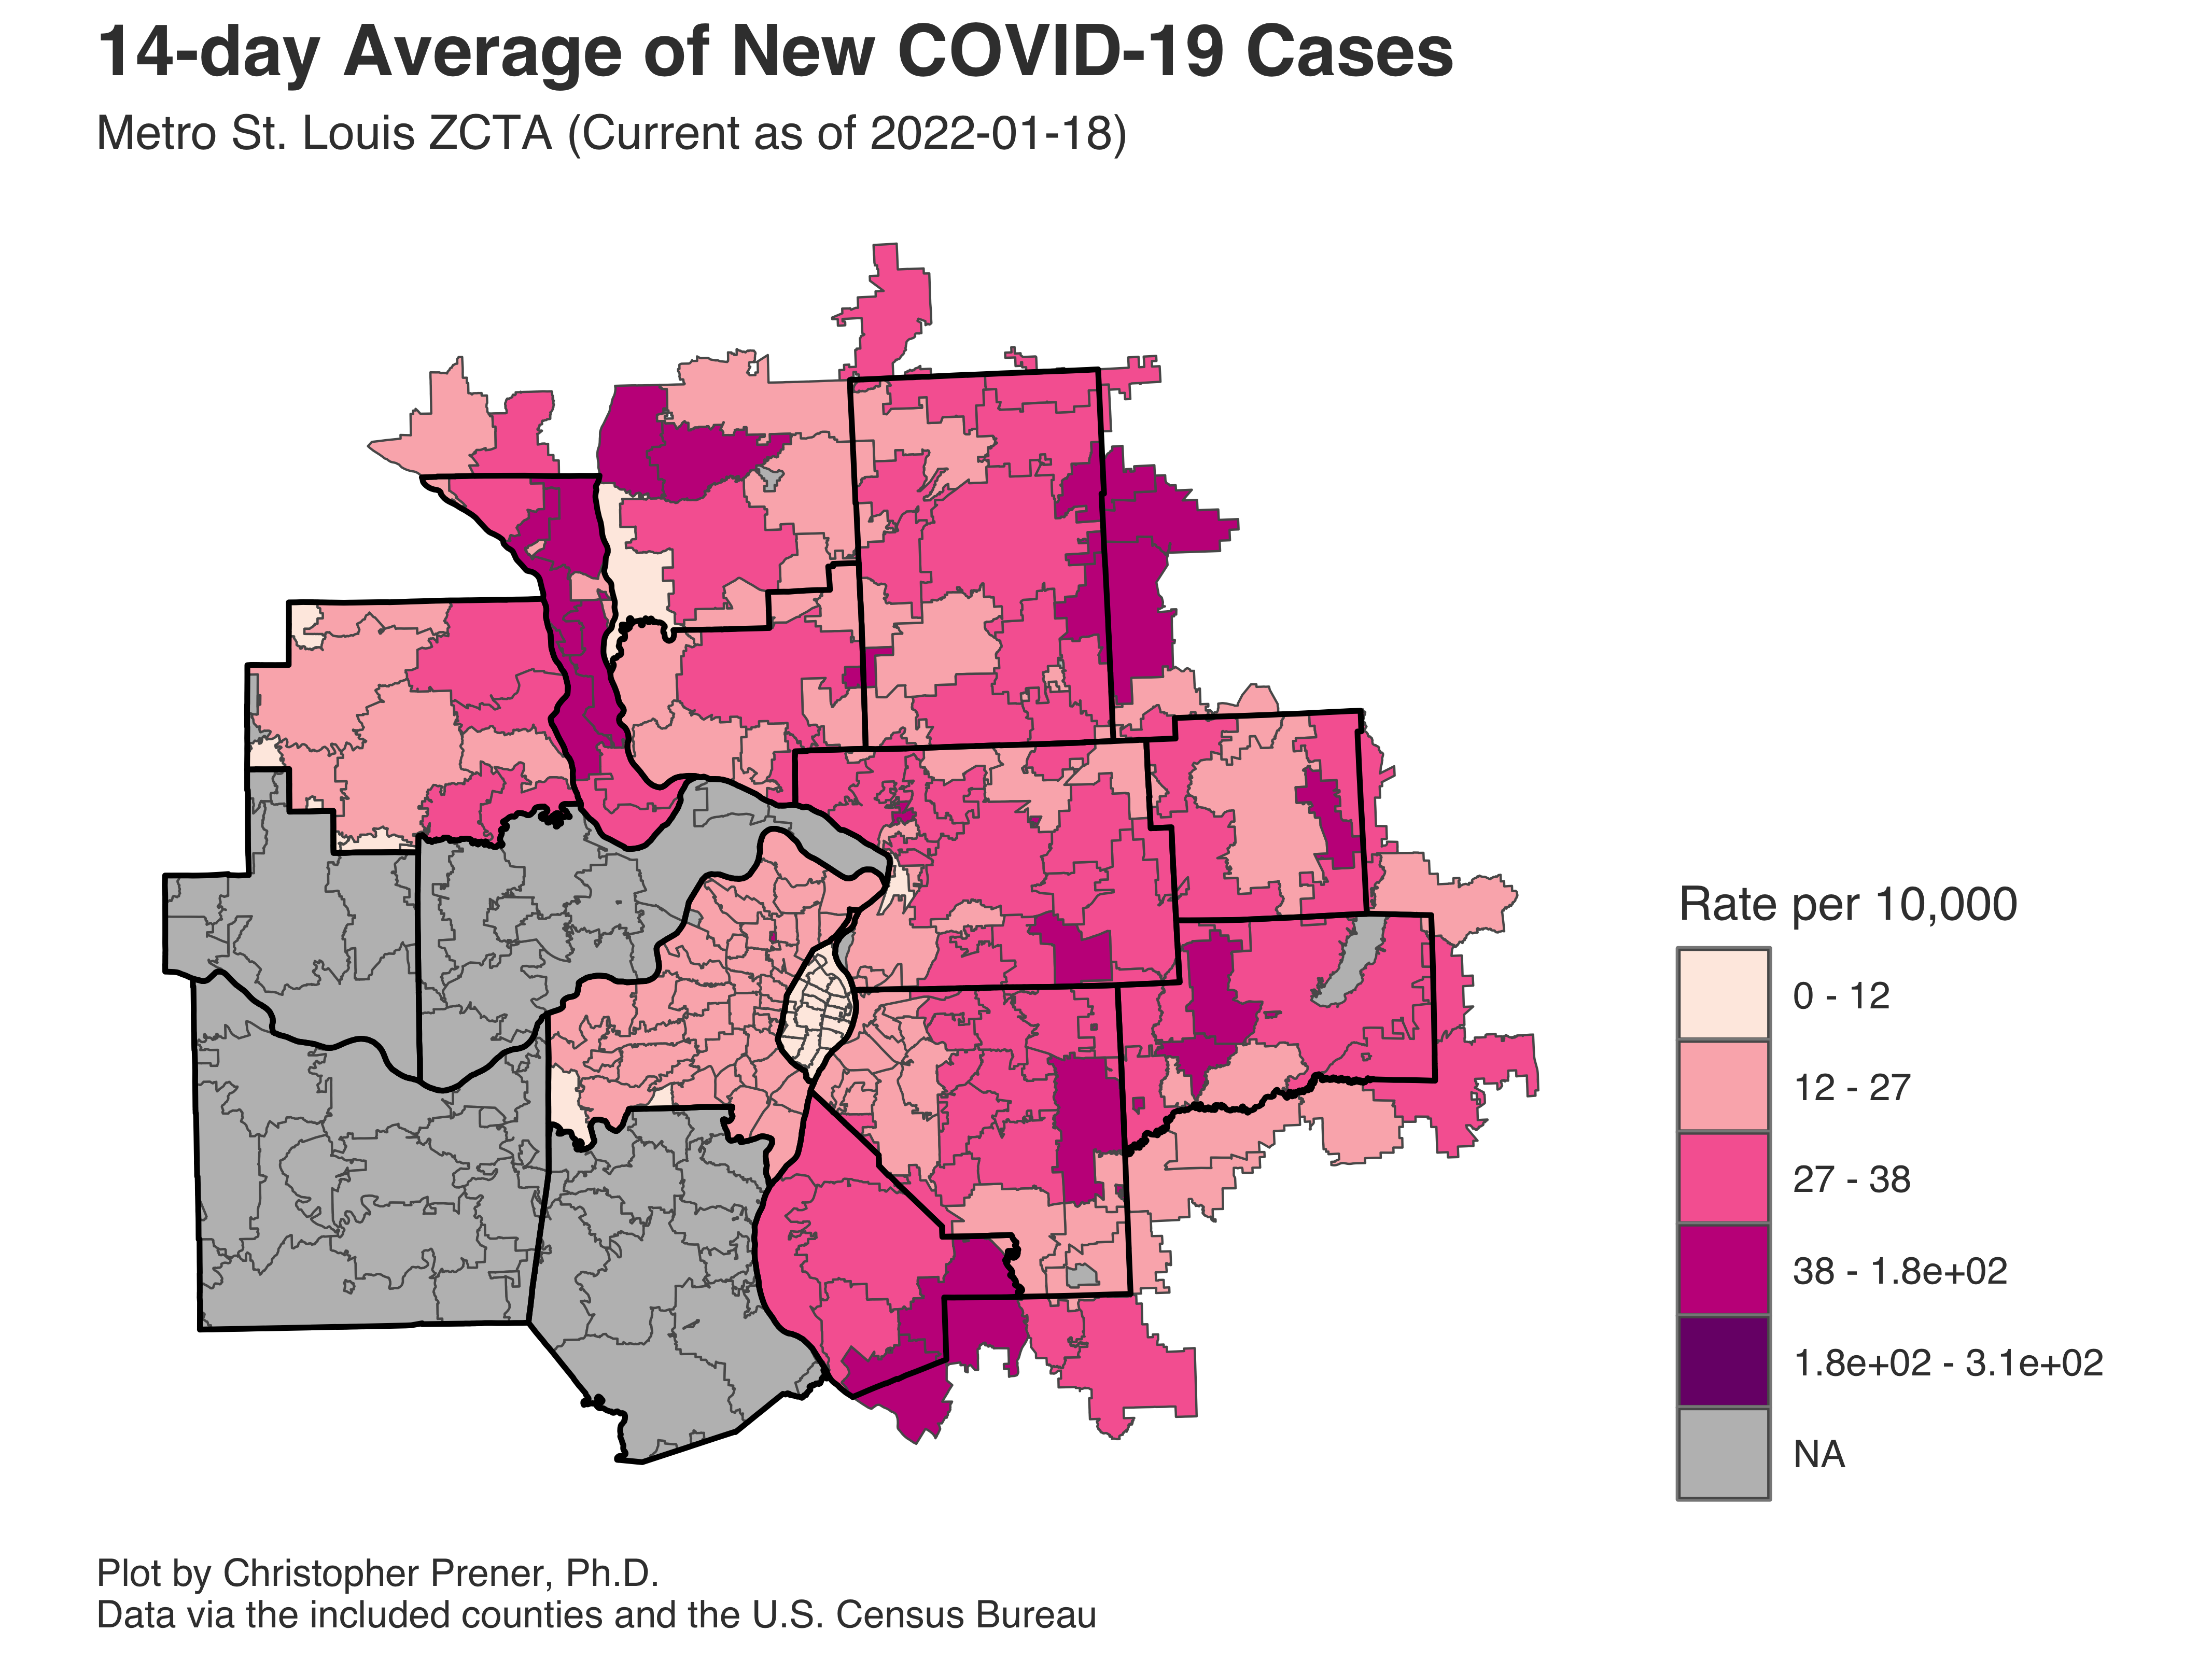 14-day Average of New COVID-19 Cases
Metro St. Louis ZCTA (Current as of 2022-01-18)
Rate per 10,000
0 - 12
12 - 27
27 - 38
38 - 1.8e+02
1.8e+02 - 3.1e+02
NA
Plot by Christopher Prener, Ph.D.
Data via the included counties and the U.S. Census Bureau